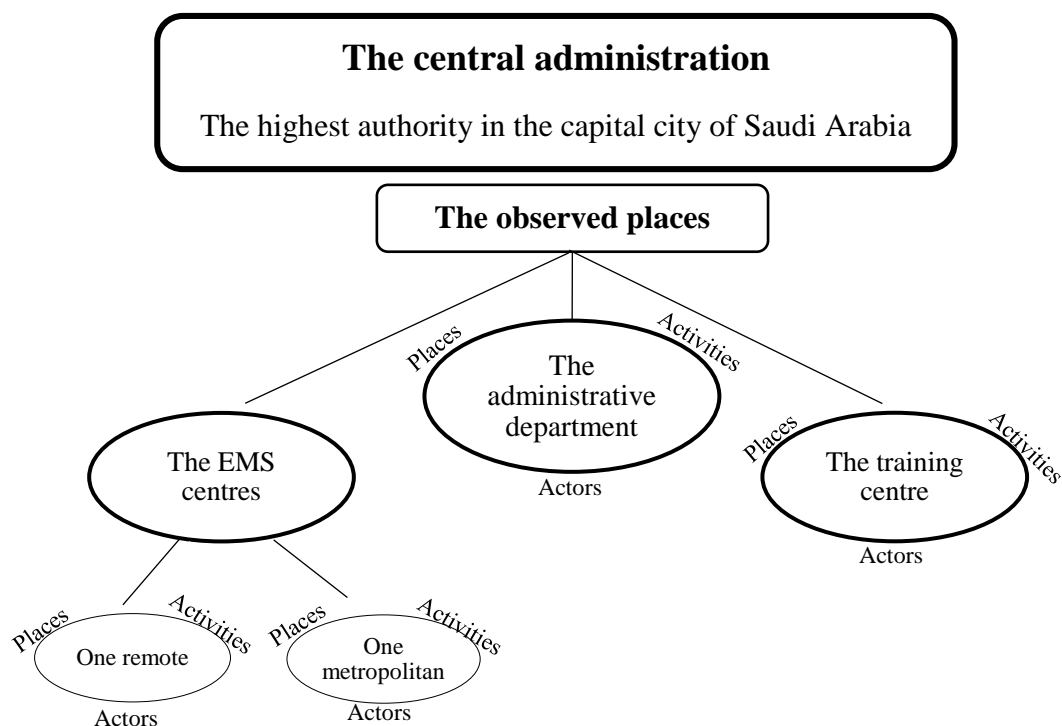 The central administration
The highest authority in the capital city of Saudi Arabia
The observed places
Places
Activities
The
administrative
department
Actors
The EMS
centres
Places
Activities
The training
centre
Actors
Places
Activities
One remote
Actors
Places
Activities
One
metropolitan
Actors